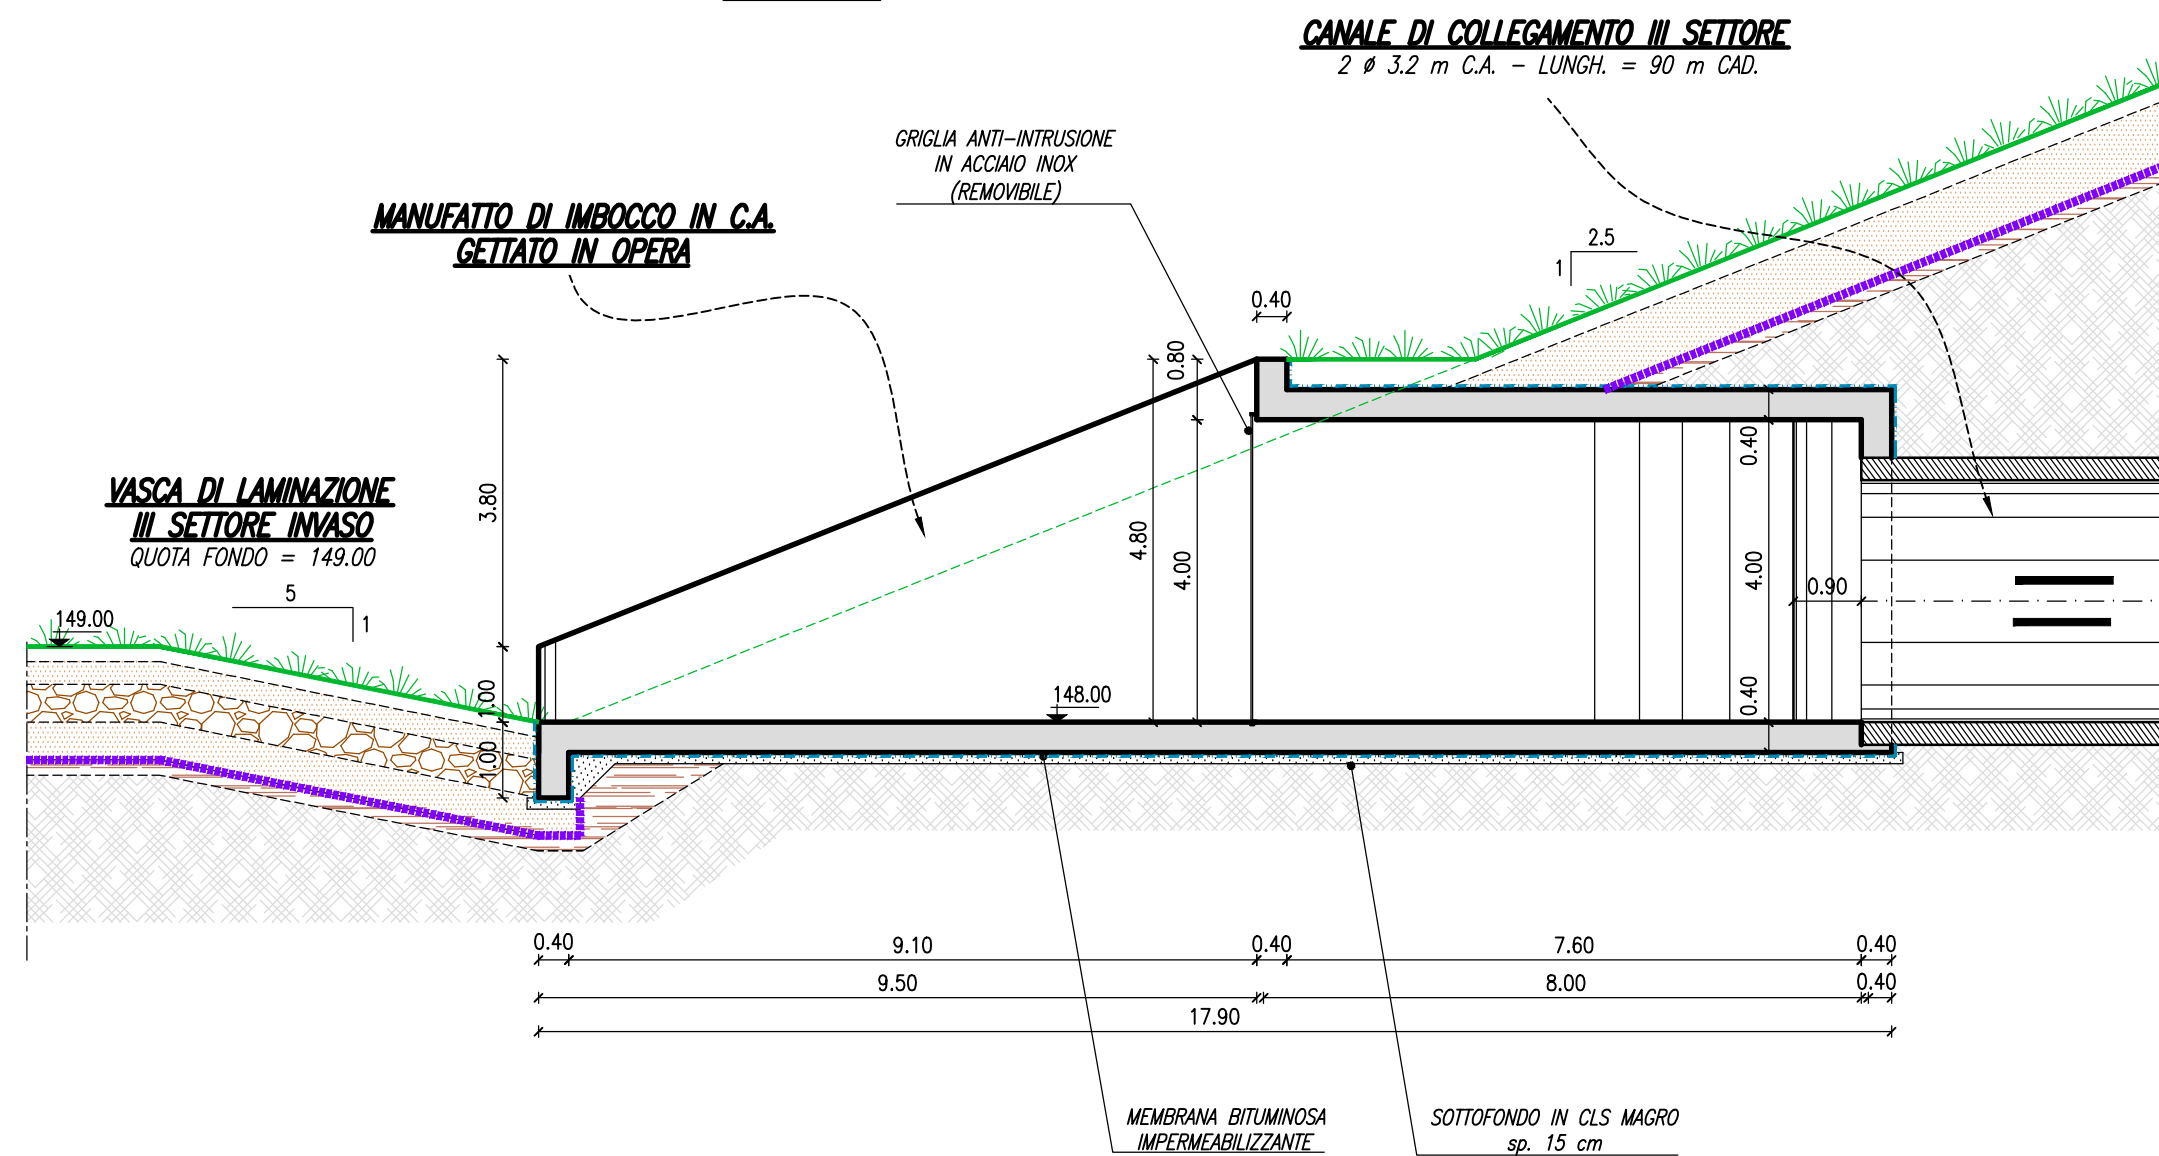 CANALE DI COLLEGAMENTO III SETTORE
2 ø 3.2 m C.A. – LUNGH. = 90 m CAD.
GRIGLIA ANTI–INTRUSIONE
IN ACCIAIO INOX
(REMOVIBILE)
MANUFATTO DI IMBOCCO IN C.A.
GETTATO IN OPERA
2.5
1
0.40
0.80
3.80
4.80
4.00
0.40
4.00
0.90
0.40
VASCA DI LAMINAZIONE
III SETTORE INVASO
QUOTA FONDO = 149.00
5
1
149.00
1.00
1.00
148.00
0.40
9.10
0.40
7.60
0.40
9.50
8.00
0.40
17.90
MEMBRANA BITUMINOSA
IMPERMEABILIZZANTE
SOTTOFONDO IN CLS MAGRO
sp. 15 cm